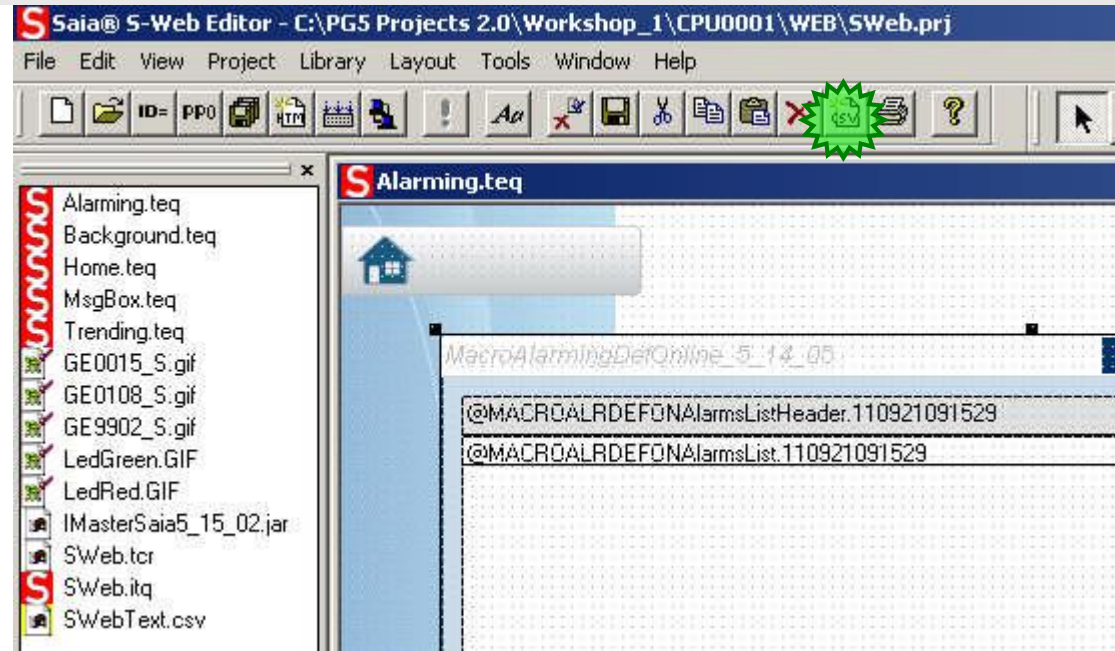 Saia® S-Web Editor - C:\PG5 Projects 2.0\Workshop_1\CPU0001\WEB\SWeb.prj
File Edit View Project Library Layout Tools Window Help
ID= PPO HTM Aa CSV ?
S Alarming.teq
Alarming.teq
Background.teq
Home.teq
MsgBox.teq
Trending.teq
GE0015_S.gif
GE0108_S.gif
GE9902_S.gif
LedGreen.GIF
LedRed.GIF
IMasterSaia5_15_02.jar
SWeb.tcr
SWeb.itq
SWebText.csv
MacroAlarmingDefOnline_5_14_05
@MACROALRDEFONAlarmsListHeader.110921091529
@MACROALRDEFONAlarmsList.110921091529